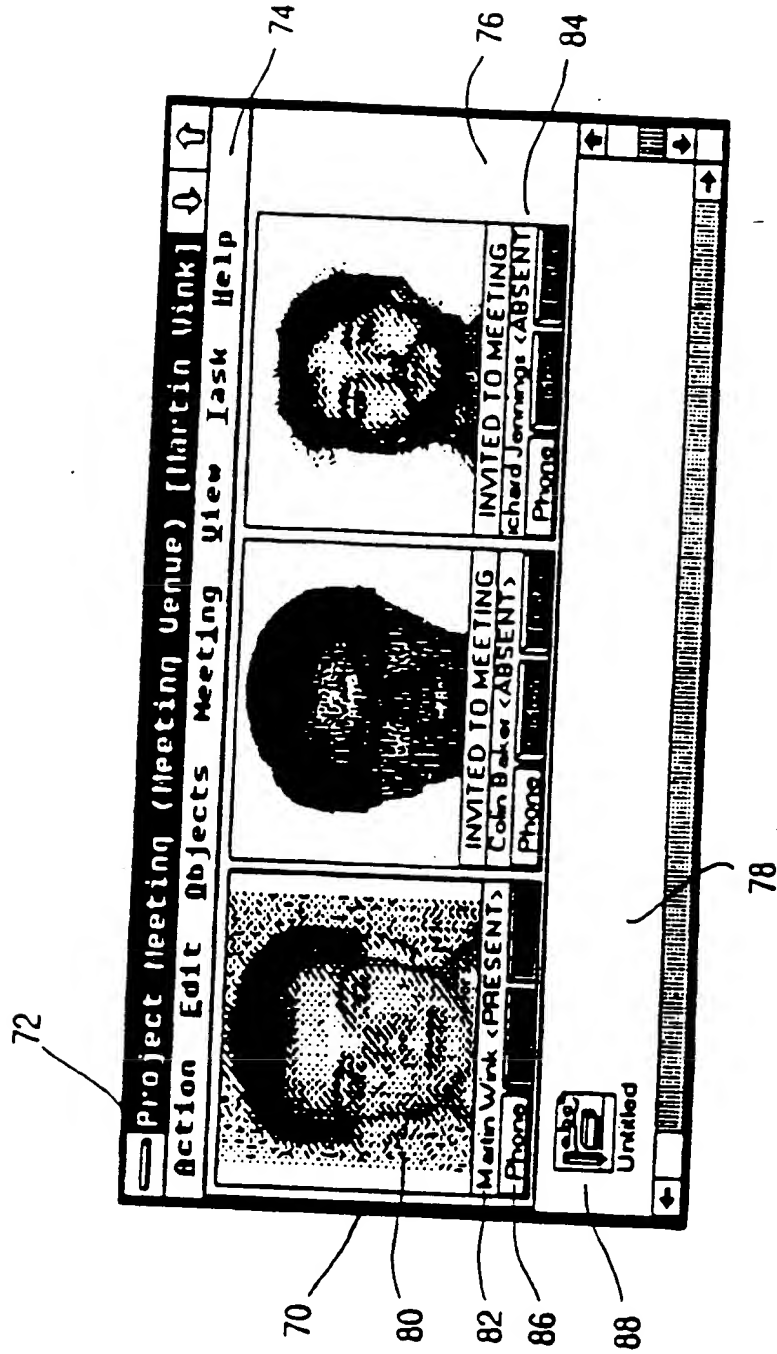 72
Project Meeting (Meeting Venue) [Martin Wink]
Action Edit Objects Meeting View Task Help
74
76
84
INVITED TO MEETING
INVITED TO MEETING
Martin Wink <PRESENT>
Colin Baker <ABSENT>
ichard Jennings <ABSENT
Phone
Phone
Phone
abc
Untitled
70
80
82
86
88
78